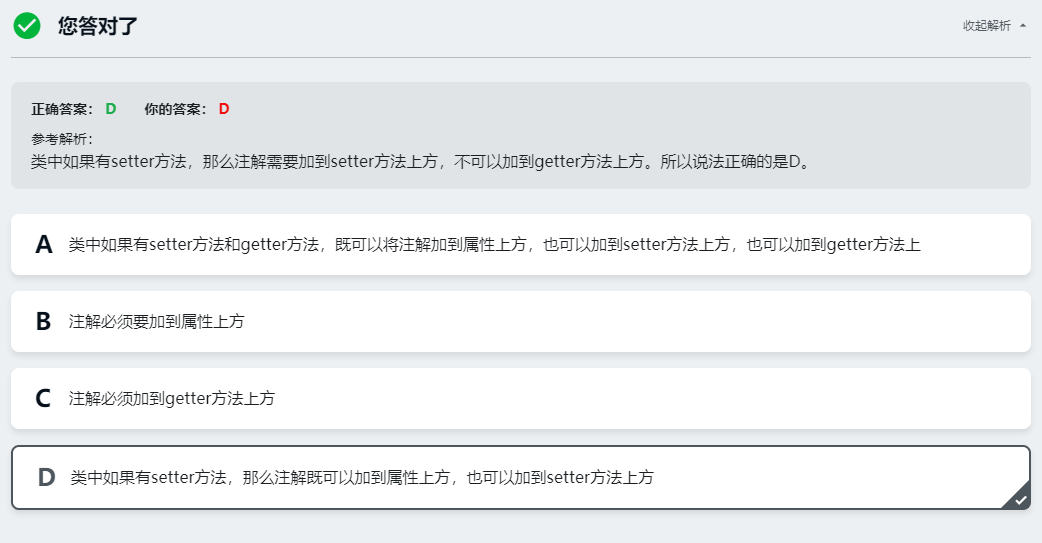 您答对了
收起解析
正确答案： D 你的答案： D
参考解析：
类中如果有setter方法，那么注解需要加到setter方法上方，不可以加到getter方法上方。所以说法正确的是D。
A 类中如果有setter方法和getter方法，既可以将注解加到属性上方，也可以加到setter方法上方，也可以加到getter方法上
B 注解必须要加到属性上方
C 注解必须加到getter方法上方
D 类中如果有setter方法，那么注解既可以加到属性上方，也可以加到setter方法上方